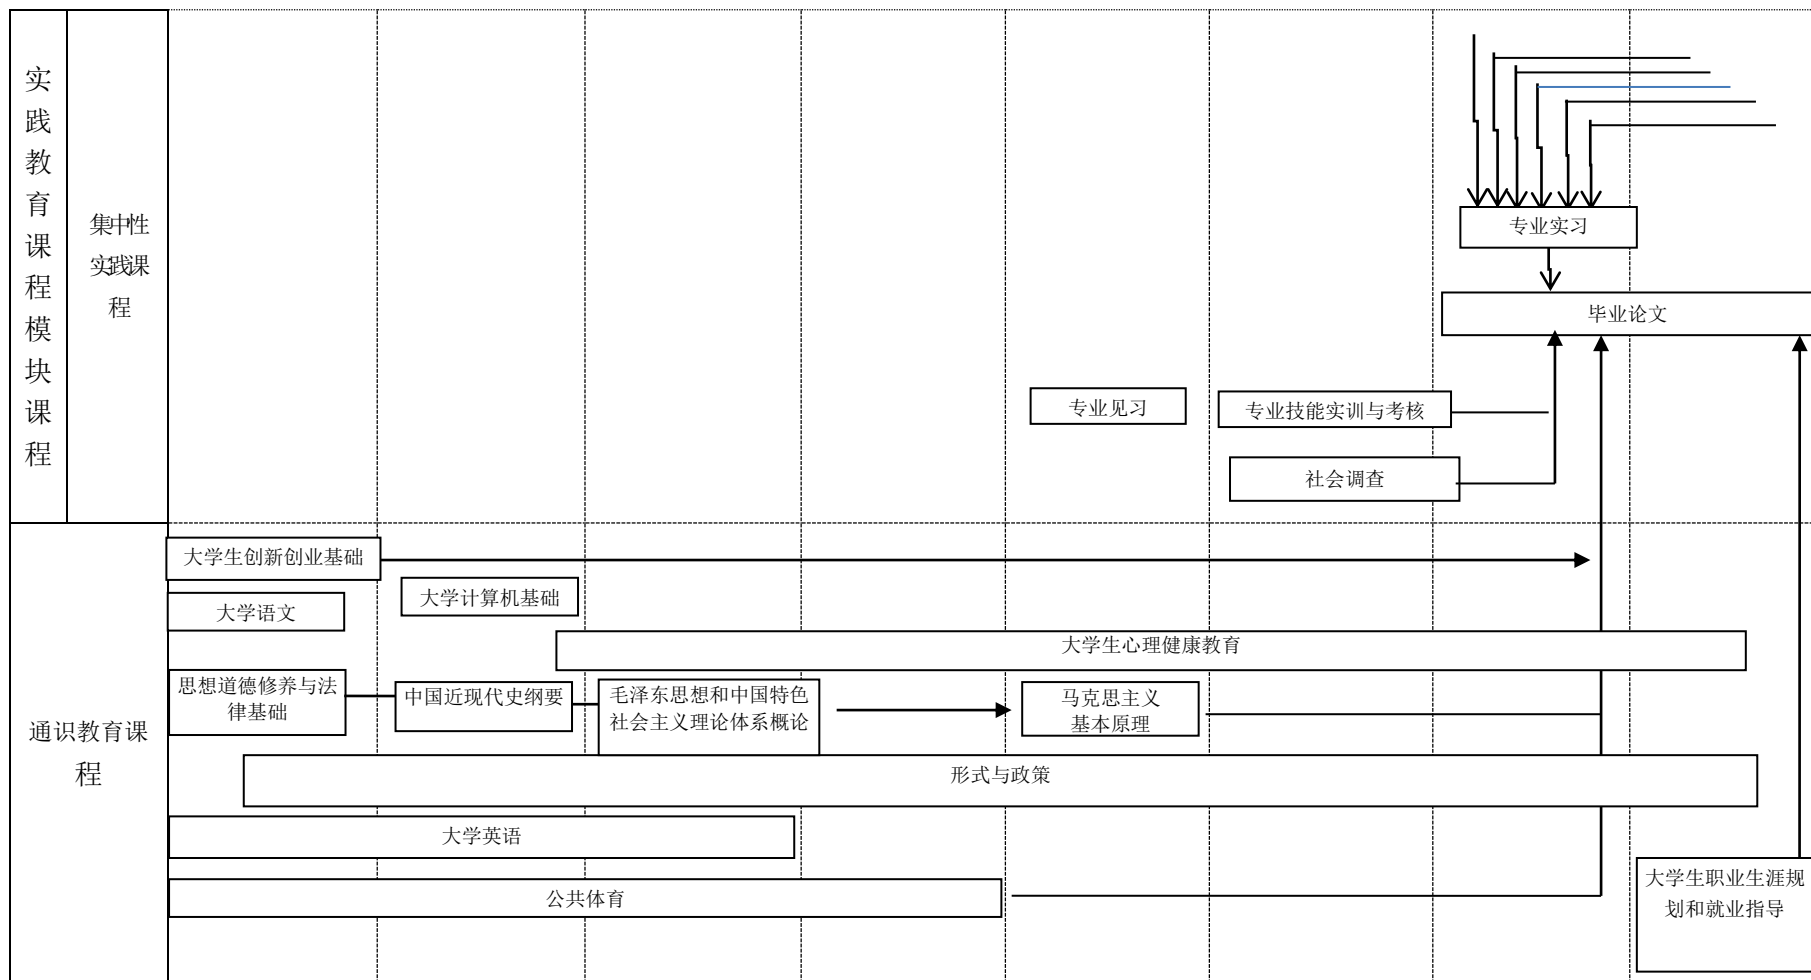 实践教育课程模块课程
集中性
实践课
程
专业实习
毕业论文
专业见习
专业技能实训与考核
社会调查
通识教育课
程
大学生创新创业基础
大学计算机基础
大学语文
大学生心理健康教育
思想道德修养与法
律基础
中国近现代史纲要
毛泽东思想和中国特色
社会主义理论体系概论
马克思主义
基本原理
形式与政策
大学英语
公共体育
大学生职业生涯规
划和就业指导